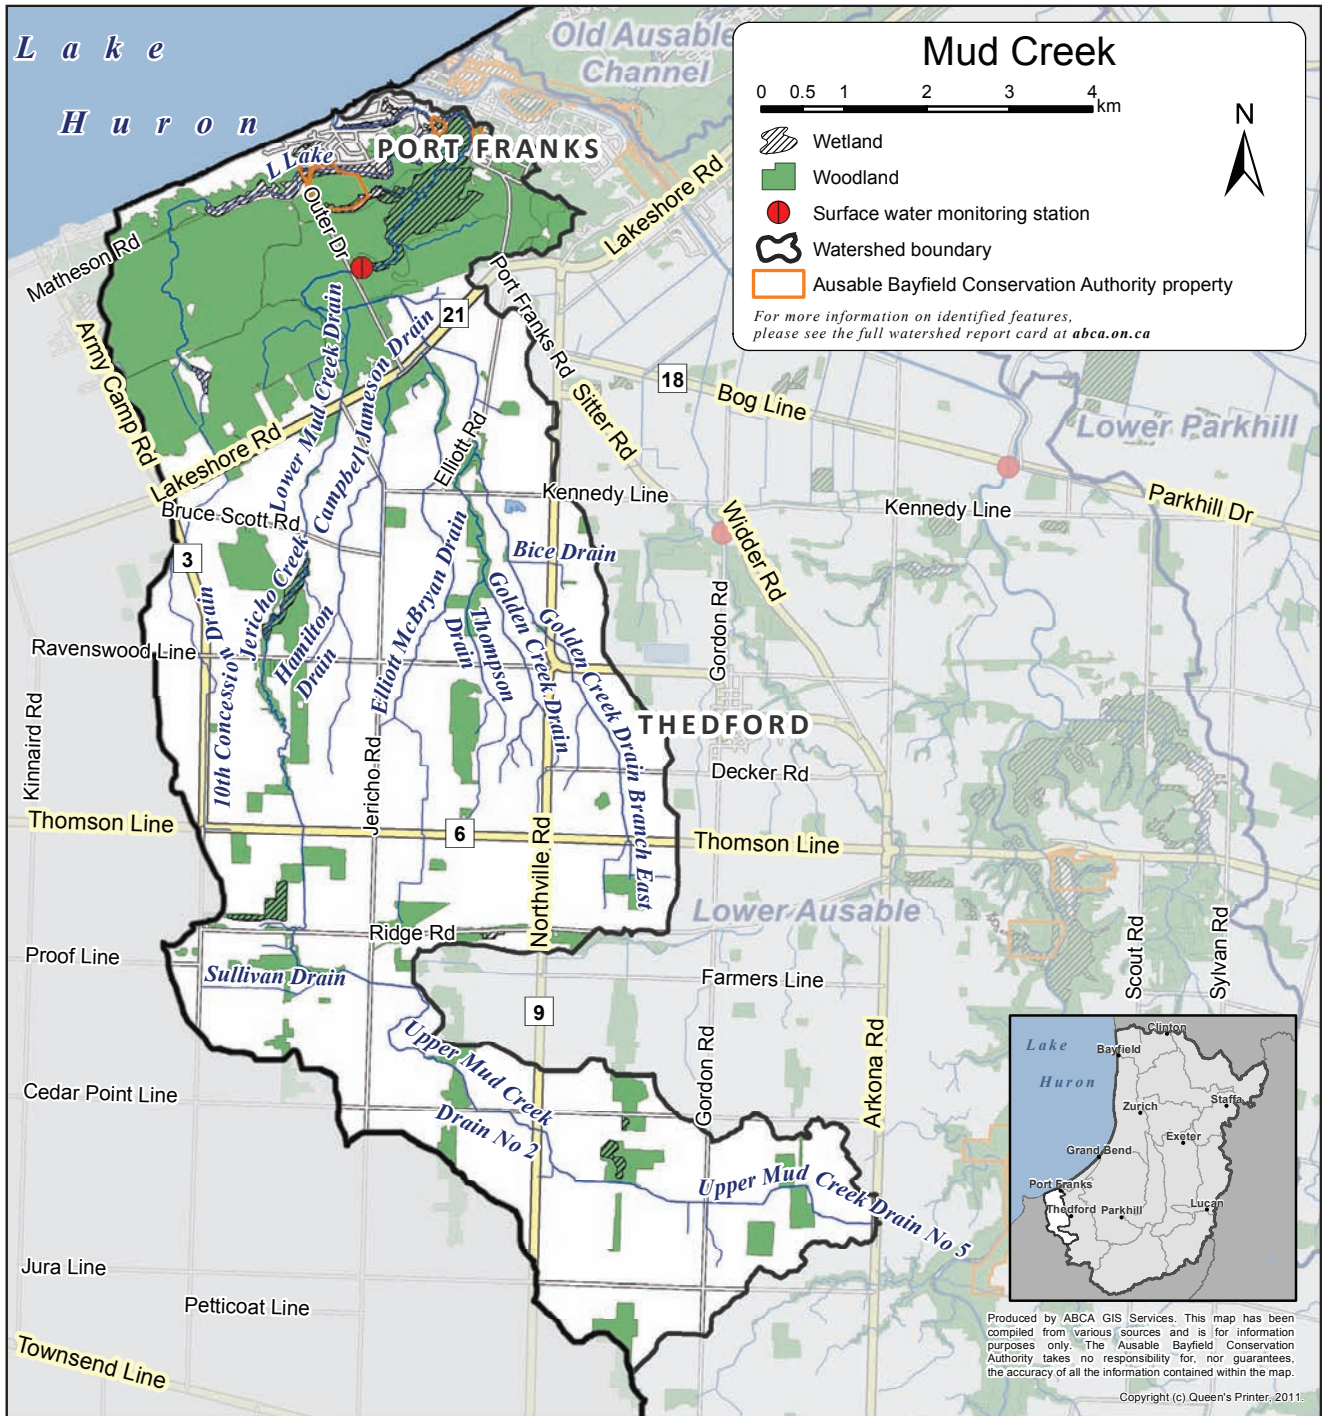 Lake
Huron
Old Ausable
Channel
Mud Creek
0 0.5 1 2 3 4
km
Wetland
Woodland
Surface water monitoring station
Watershed boundary
Ausable Bayfield Conservation Authority property
For more information on identified features,
please see the full watershed report card at abca.on.ca
N
PORT FRANKS
L Lake
Outer Dr
Matheson Rd
Lakeshore Rd
Port Franks Rd
21
Army Camp Rd
Lower Mud Creek Drain
Campbell Jameson Drain
18
Bog Line
Sitter Rd
Lower Parkhill
Lakeshore Rd
Elliott Rd
Kennedy Line
Kennedy Line
Parkhill Dr
Bruce Scott Rd
Widder Rd
3
Bice Drain
Jericho Creek
Hamilton
Drain
Elliott McBryan Drain
Thompson
Drain
Golden Creek Drain
Golden Creek Drain Branch East
Gordon Rd
10th Concession Drain
Ravenswood Line
Kinnaird Rd
THEDFORD
Jericho Rd
Decker Rd
Thomson Line
6
Thomson Line
Northville Rd
Lower Ausable
Ridge Rd
Proof Line
Sullivan Drain
Farmers Line
Scout Rd
Sylvan Rd
9
Upper Mud Creek
Drain No 2
Gordon Rd
Arkona Rd
Cedar Point Line
Upper Mud Creek Drain No 5
Jura Line
Petticoat Line
Townsend Line
Lake
Huron
Clinton
Bayfield
Zurich
Staffa
Exeter
Grand Bend
Port Franks
Thedford
Parkhill
Lucan
Produced by ABCA GIS Services. This map has been
compiled from various sources and is for information
purposes only. The Ausable Bayfield Conservation
Authority takes no responsibility for, nor guarantees,
the accuracy of all the information contained within the map.
Copyright (c) Queen's Printer, 2011.